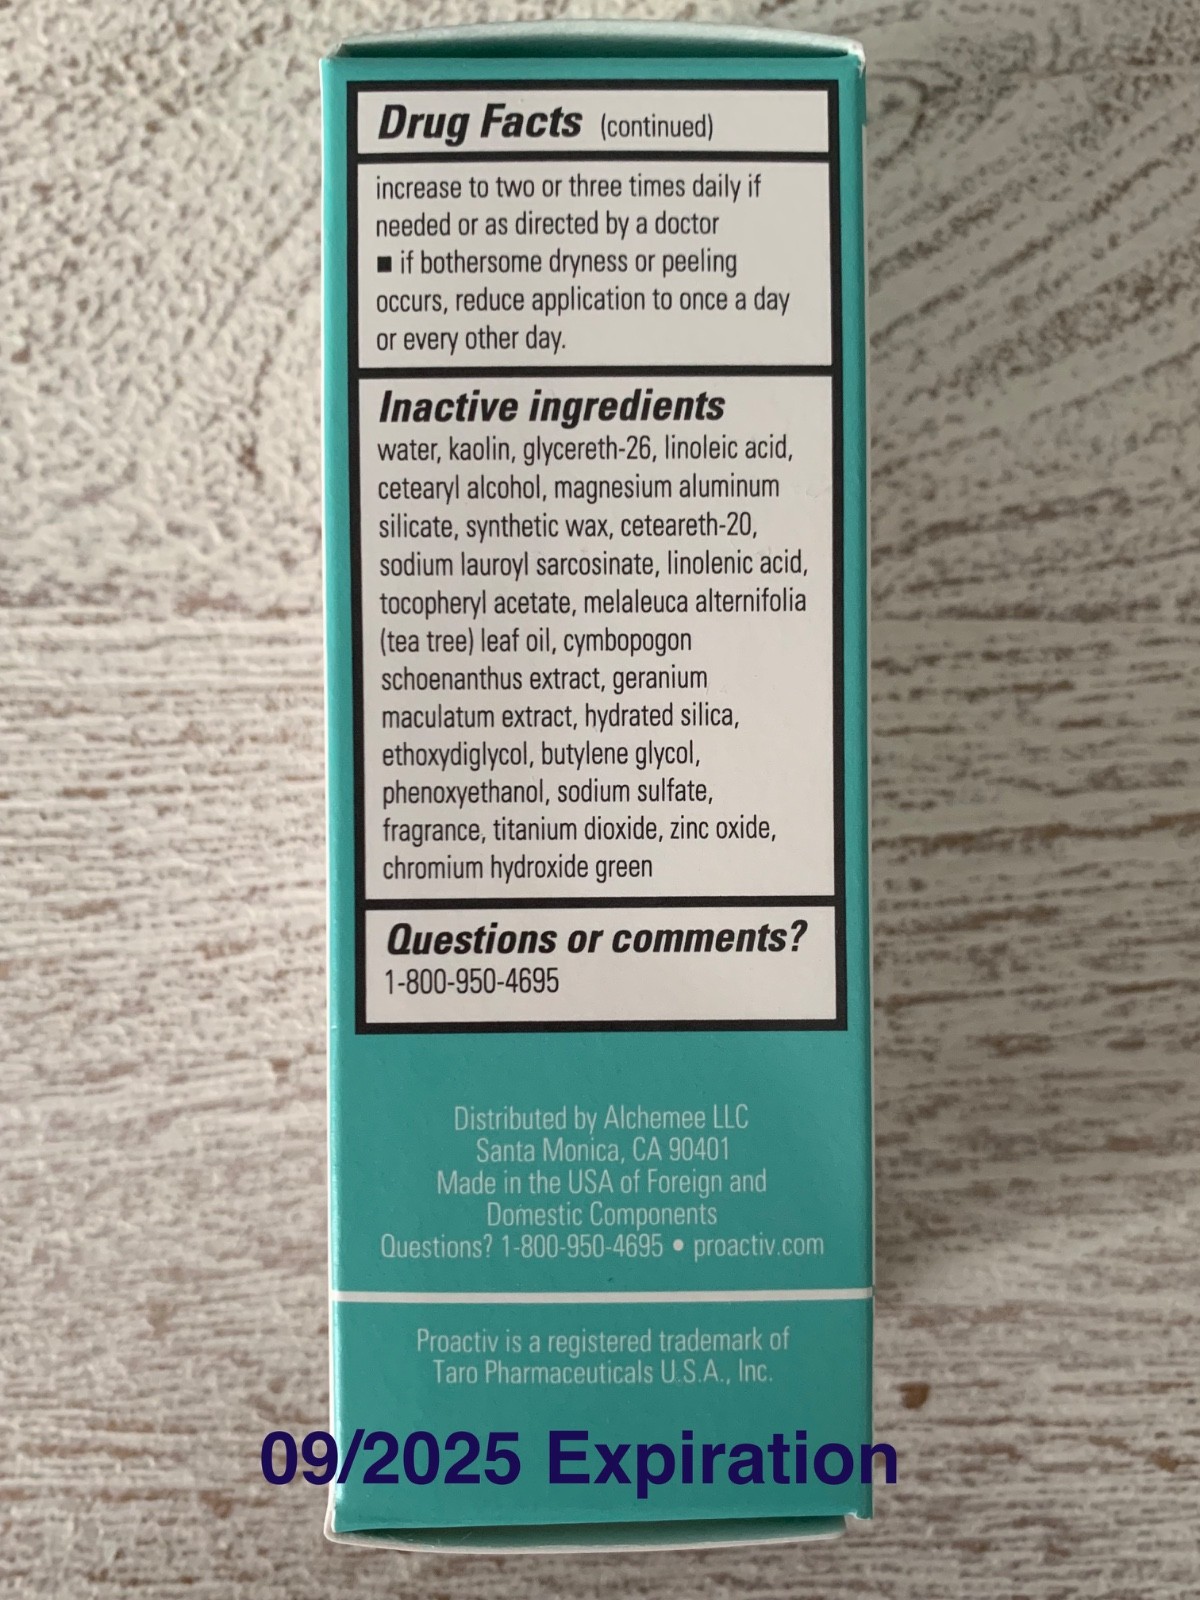 Drug Facts (continued)
increase to two or three times daily if
needed or as directed by a doctor
■ if bothersome dryness or peeling
occurs, reduce application to once a day
or every other day.
Inactive ingredients
water, kaolin, glycereth-26, linoleic acid,
cetearyl alcohol, magnesium aluminum
silicate, synthetic wax, ceteareth-20,
sodium lauroyl sarcosinate, linolenic acid,
tocopheryl acetate, melaleuca alternifolia
(tea tree) leaf oil, cymbopogon
schoenanthus extract, geranium
maculatum extract, hydrated silica,
ethoxydiglycol, butylene glycol,
phenoxyethanol, sodium sulfate,
fragrance, titanium dioxide, zinc oxide,
chromium hydroxide green
Questions or comments?
1-800-950-4695
Distributed by Alchemee LLC
Santa Monica, CA 90401
Made in the USA of Foreign and
Domestic Components
Questions? 1-800-950-4695 • proactiv.com
Proactiv is a registered trademark of
Taro Pharmaceuticals U.S.A., Inc.
09/2025 Expiration